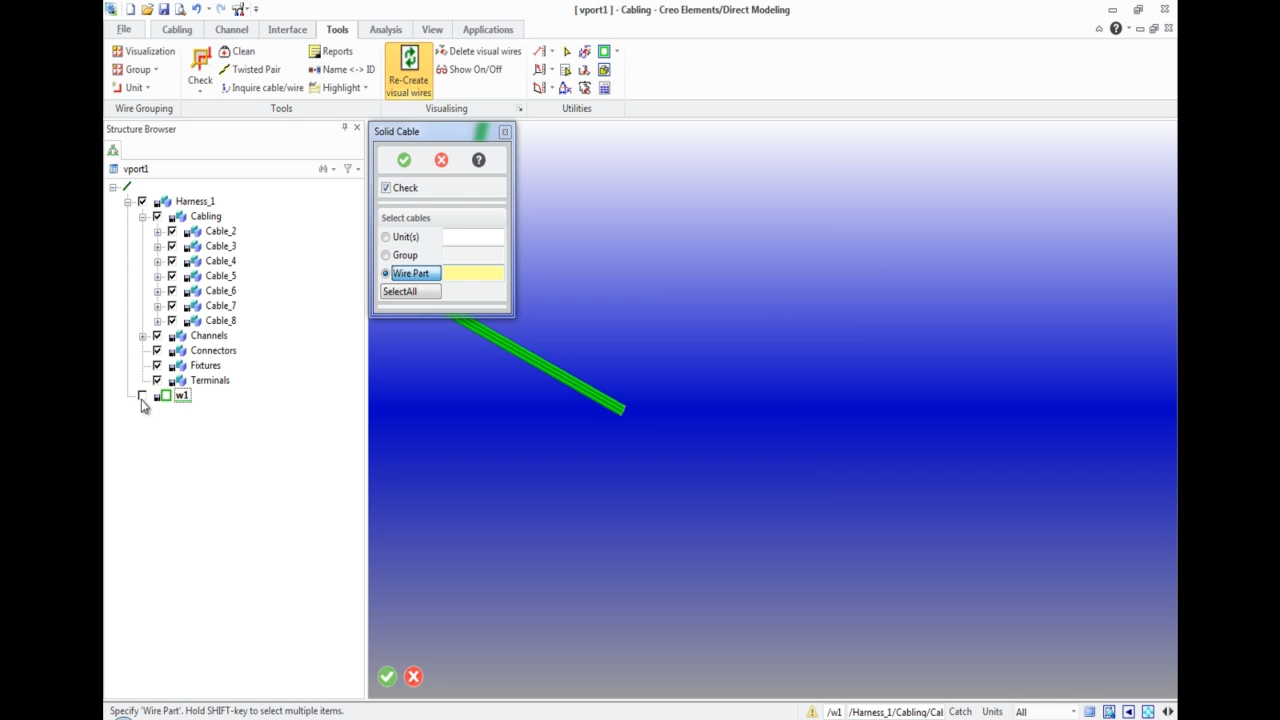 [ vport1 ] - Cabling - Creo Elements/Direct Modeling
File Cabling Channel Interface Tools Analysis View Applications
Visualization
Group
Unit
Wire Grouping
Check
Clean
Twisted Pair
Inquire cable/wire
Reports
Name <-> ID
Highlight
Tools
Re-Create
visual wires
Delete visual wires
Show On/Off
Visualising
Utilities
Structure Browser
vport1
Harness_1
Cabling
Cable_2
Cable_3
Cable_4
Cable_5
Cable_6
Cable_7
Cable_8
Channels
Connectors
Fixtures
Terminals
w1
Solid Cable
Check
Select cables
Unit(s)
Group
Wire Part
SelectAll
Specify 'Wire Part'. Hold SHIFT-key to select multiple items.
/w1 /Harness_1/Cabling/Cal Catch Units All